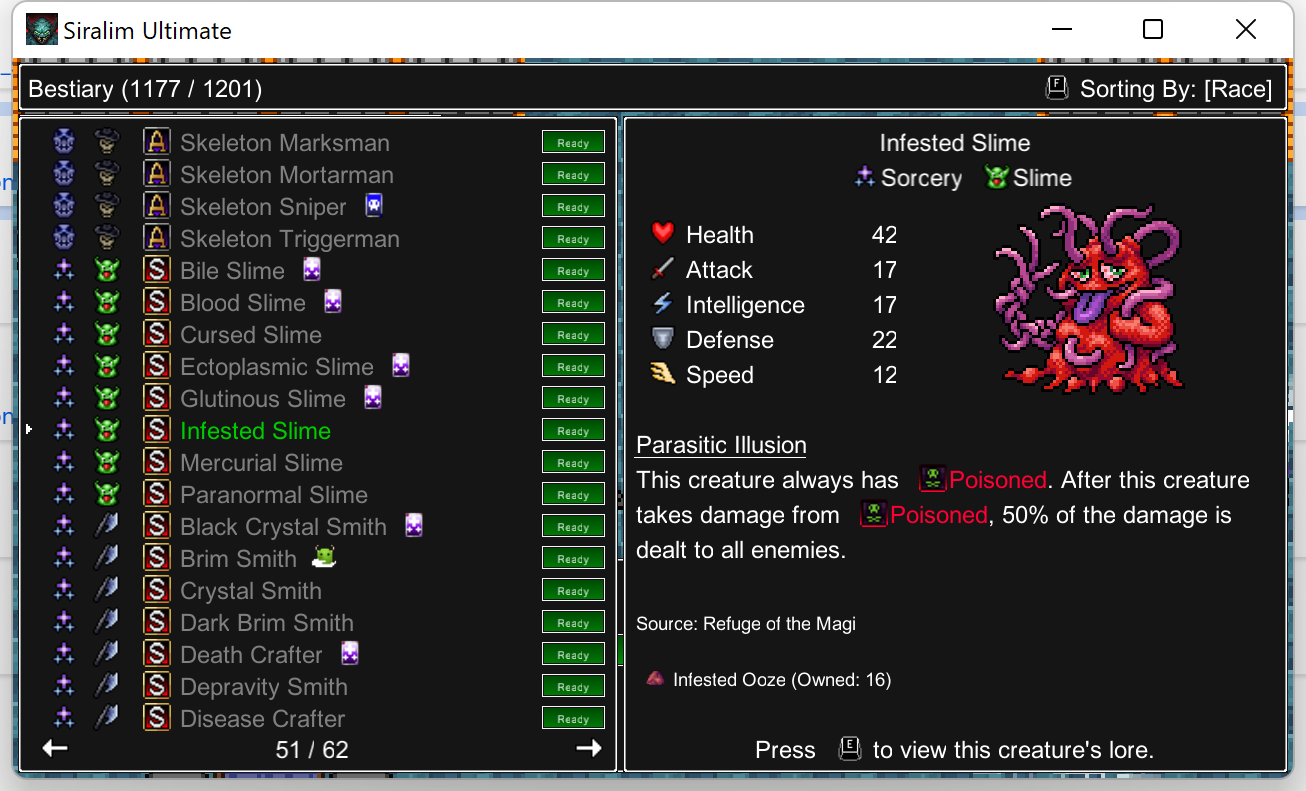 Siralim Ultimate
Bestiary (1177 / 1201)
F Sorting By: [Race]
A Skeleton Marksman Ready
A Skeleton Mortarman Ready
A Skeleton Sniper Ready
A Skeleton Triggerman Ready
S Bile Slime Ready
S Blood Slime Ready
S Cursed Slime Ready
S Ectoplasmic Slime Ready
S Glutinous Slime Ready
S Infested Slime Ready
S Mercurial Slime Ready
S Paranormal Slime Ready
S Black Crystal Smith Ready
S Brim Smith Ready
S Crystal Smith Ready
S Dark Brim Smith Ready
S Death Crafter Ready
S Depravity Smith Ready
S Disease Crafter Ready
51 / 62
Infested Slime
Sorcery Slime
Health 42
Attack 17
Intelligence 17
Defense 22
Speed 12
Parasitic Illusion
This creature always has Poisoned. After this creature
takes damage from Poisoned, 50% of the damage is
dealt to all enemies.
Source: Refuge of the Magi
Infested Ooze (Owned: 16)
Press E to view this creature's lore.